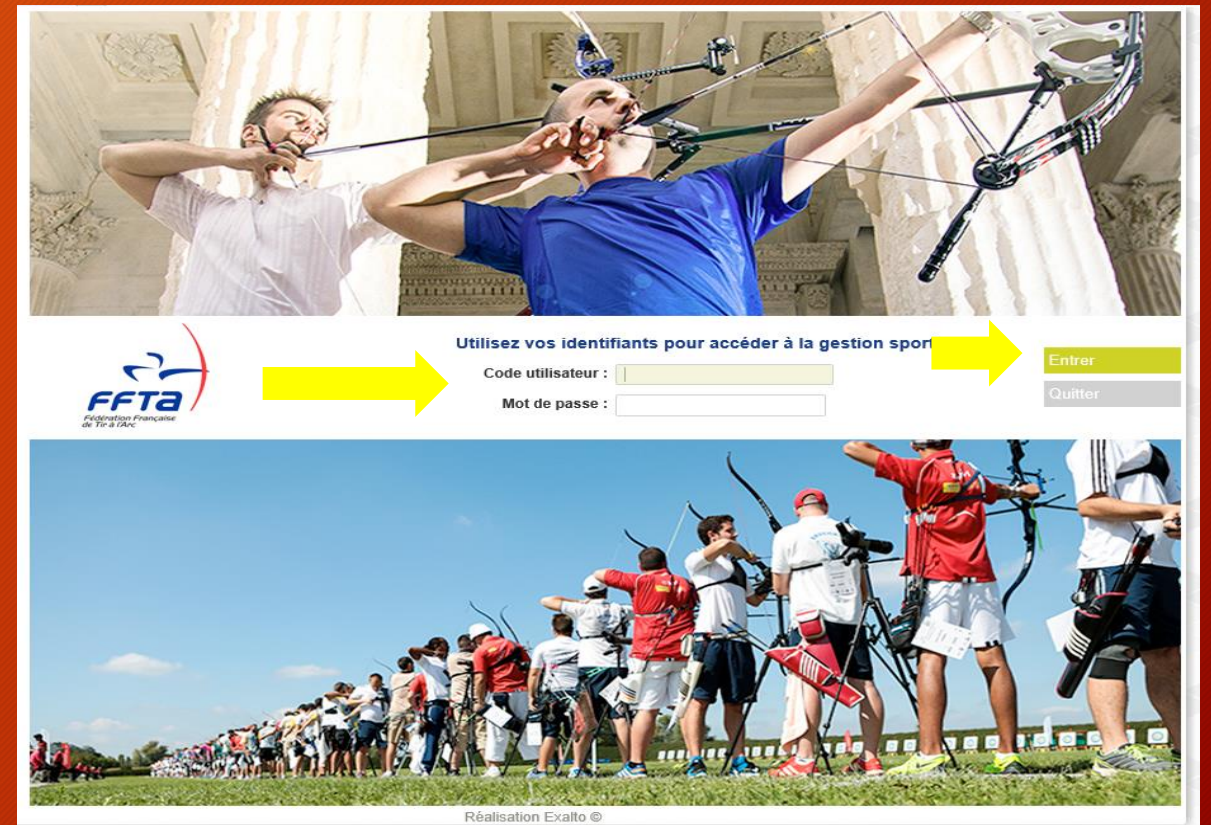 Utilisez vos identifiants pour accéder à la gestion sport
Code utilisateur :
Mot de passe :
Entrer
Quitter
FFTa
Fédération Française
de Tir à l'Arc
Réalisation Exalto ©